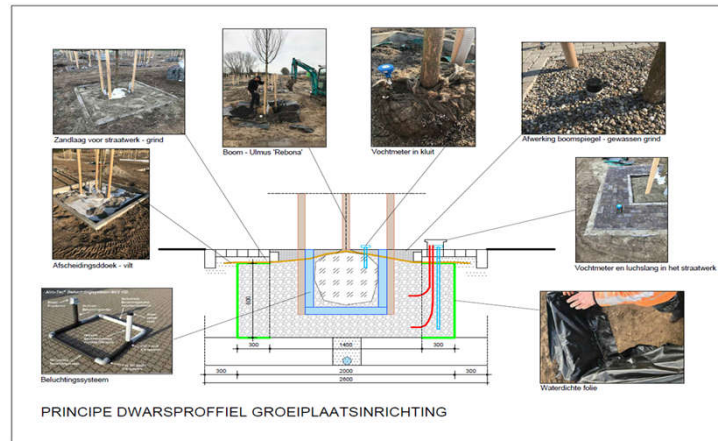 Zandlaag voor straatwerk - grind
Boom - Ulmus 'Rebona'
Vochtmeter in kluit
Afwerking boomspiegel - gewassen grind
Afscheidingsddoek - vilt
Vochtmeter en luchslang in het straatwerk
Beluchtingssysteem
Waterdichte folie
300
1400
300
300
2000
300
2600
PRINCIPE DWARSPROFFIEL GROEIPLAATSINRICHTING